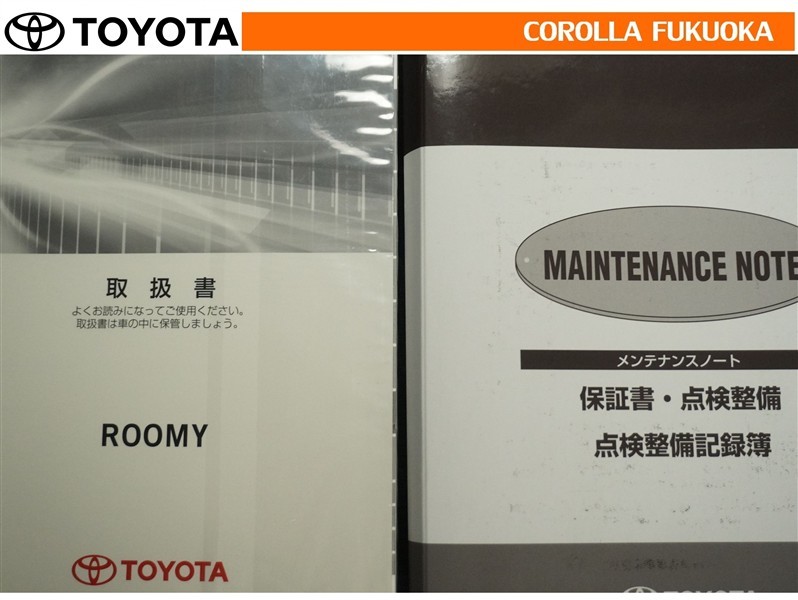 TOYOTA
COROLLA FUKUOKA
取扱書
よくお読みになってご使用ください。
取扱書は車の中に保管しましょう。
ROOMY
TOYOTA
MAINTENANCE NOTE
メンテナンスノート
保証書・点検整備
点検整備記録簿